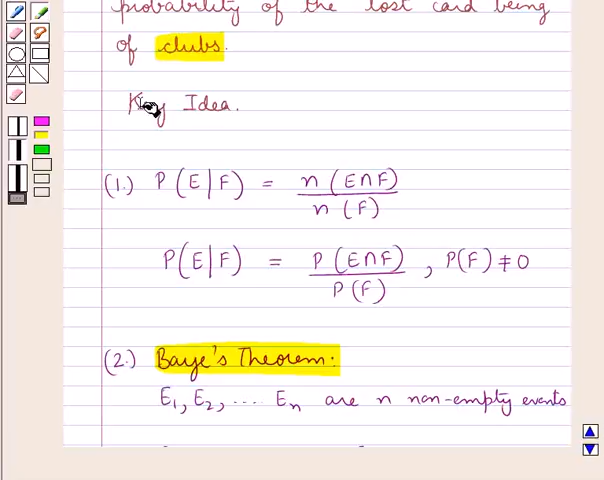 probability of the lost card being
of clubs.
Key Idea.
(1.) P(E|F) = n(E∩F) / n(F)
P(E|F) = P(E∩F) / P(F) , P(F) ≠ 0
(2.) Baye's Theorem:
E₁, E₂, .... Eₙ are n non-empty events